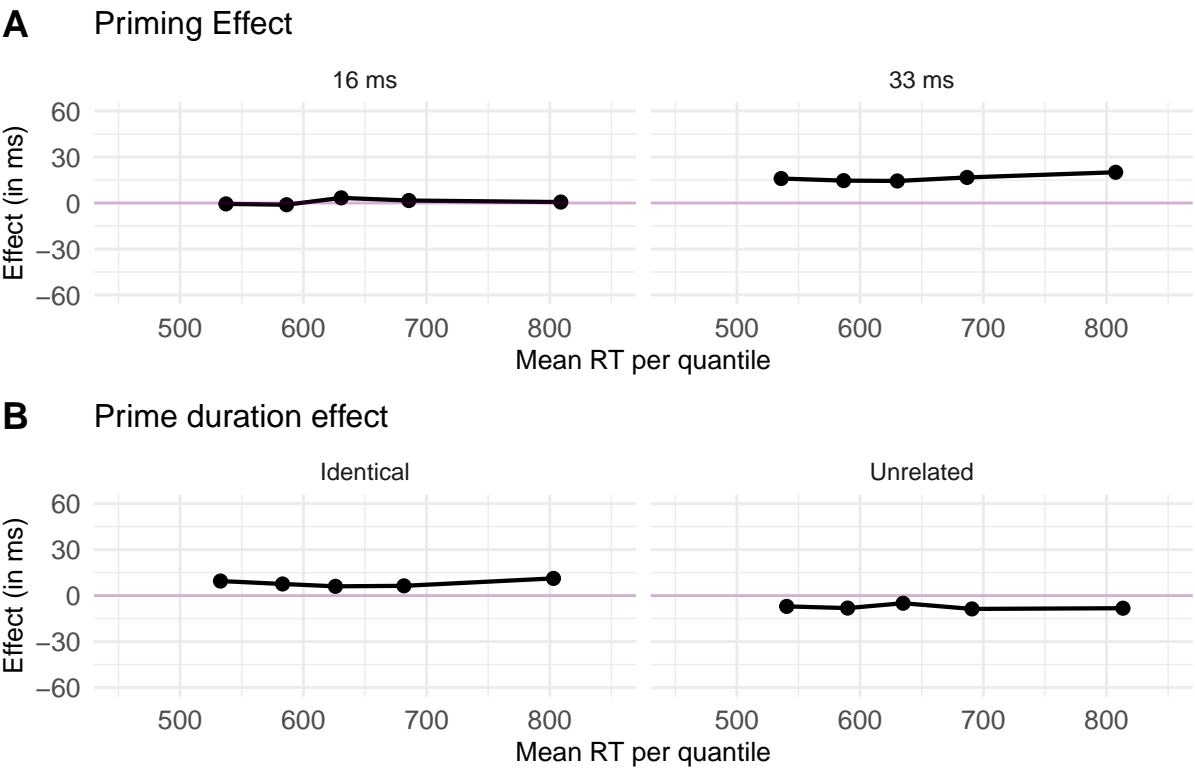 A Priming Effect
16 ms 33 ms
60
30
0
−30
−60
Effect (in ms)
500 600 700 800 500 600 700 800
Mean RT per quantile
B Prime duration effect
Identical Unrelated
60
30
0
−30
−60
Effect (in ms)
500 600 700 800 500 600 700 800
Mean RT per quantile